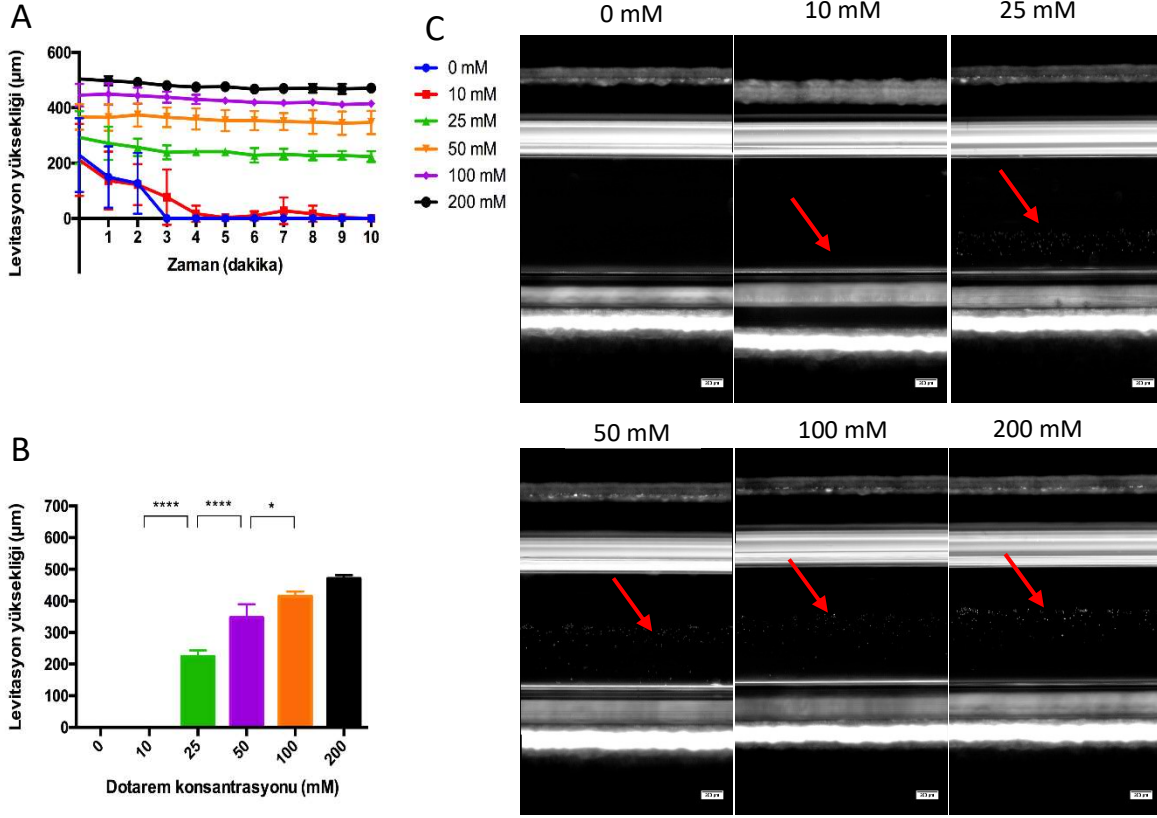 A
600
400
200
0
1 2 3 4 5 6 7 8 9 10
Levitasyon yüksekliği (µm)
Zaman (dakika)
0 mM
10 mM
25 mM
50 mM
100 mM
200 mM
B
700
600
500
400
300
200
100
0
**** **** *
0 10 25 50 100 200
Levitasyon yüksekliği (µm)
Dotarem konsantrasyonu (mM)
C
0 mM 10 mM 25 mM
50 mM 100 mM 200 mM